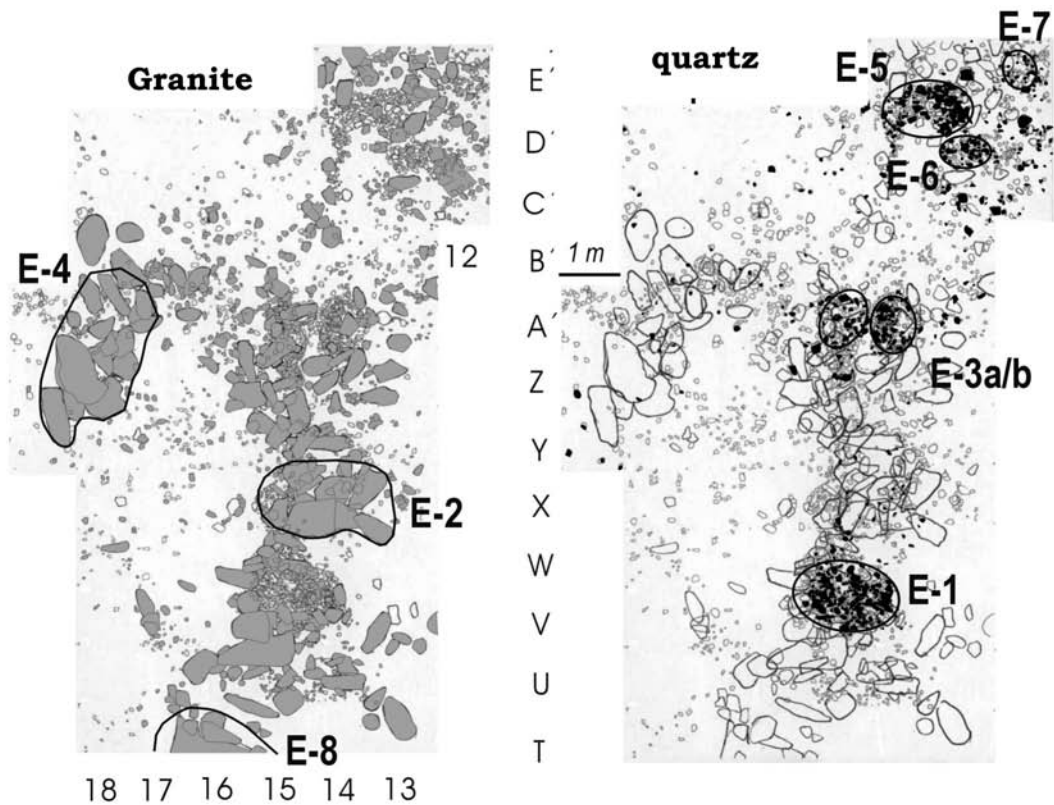 E-7
Granite
quartz
E-5
E´
D´
E-6
C´
12
E-4
B´
1 m
A´
E-3a/b
Z
Y
E-2
X
W
E-1
V
U
E-8
T
18 17 16 15 14 13